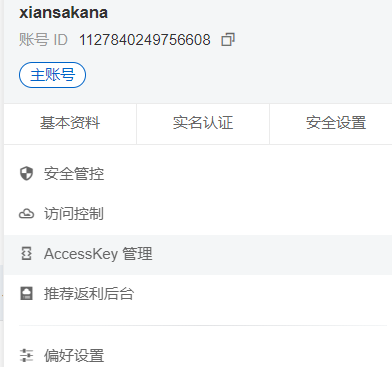 xiansakana
账号 ID 1127840249756608
主账号
基本资料 实名认证 安全设置
安全管控
访问控制
AccessKey 管理
推荐返利后台
偏好设置